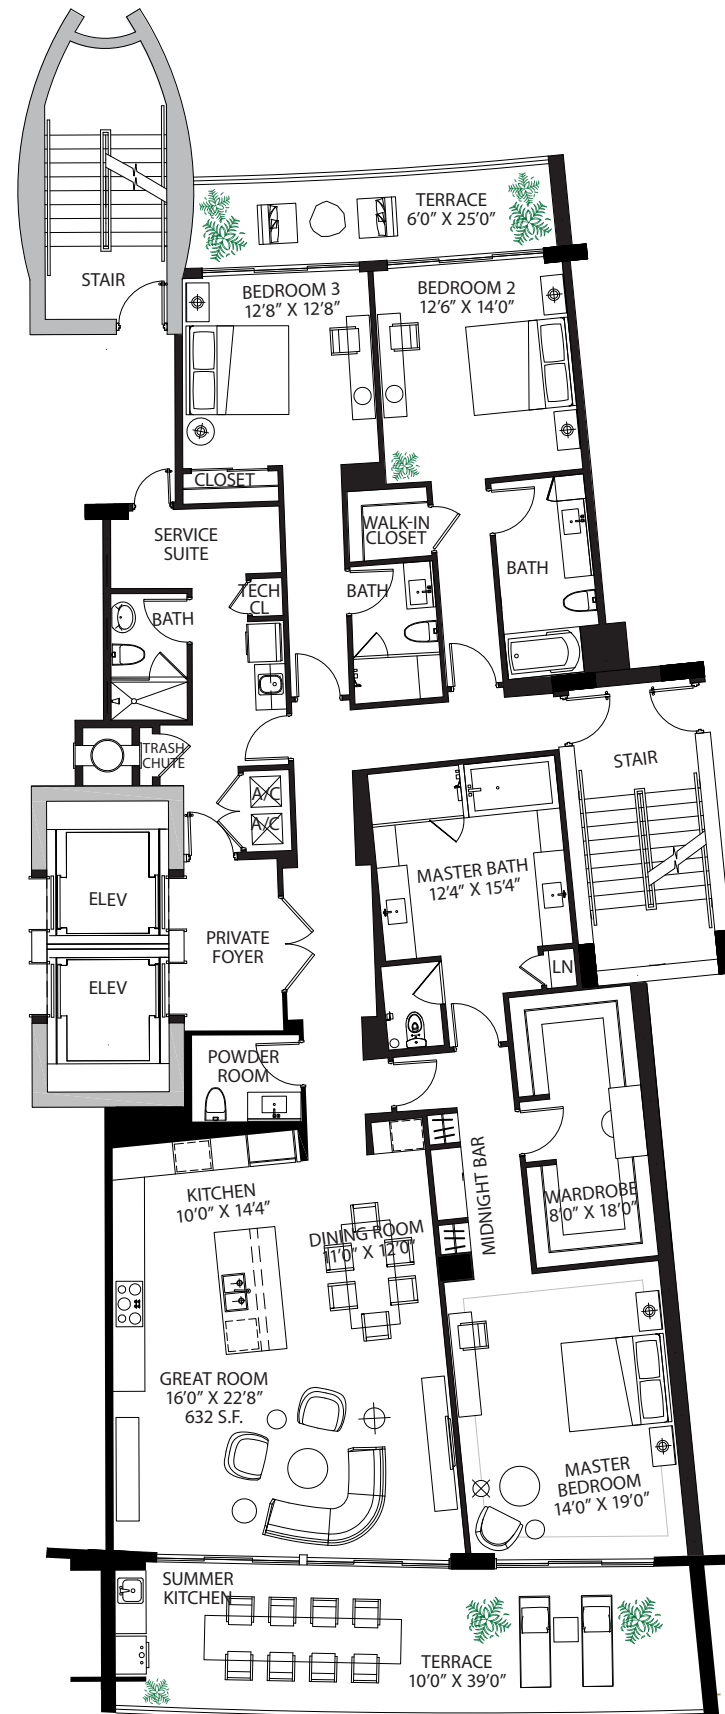 TERRACE
6'0" X 25'0"
STAIR
BEDROOM 3
12'8" X 12'8"
BEDROOM 2
12'6" X 14'0"
CLOSET
SERVICE
SUITE
WALK-IN
CLOSET
BATH
TECH
CL
BATH
BATH
TRASH
CHUTE
STAIR
A/C
A/C
MASTER BATH
12'4" X 15'4"
ELEV
PRIVATE
FOYER
LN
ELEV
POWDER
ROOM
KITCHEN
10'0" X 14'4"
MIDNIGHT BAR
WARDROBE
8'0" X 18'0"
DINING ROOM
11'0" X 12'0"
GREAT ROOM
16'0" X 22'8"
632 S.F.
MASTER
BEDROOM
14'0" X 19'0"
SUMMER
KITCHEN
TERRACE
10'0" X 39'0"